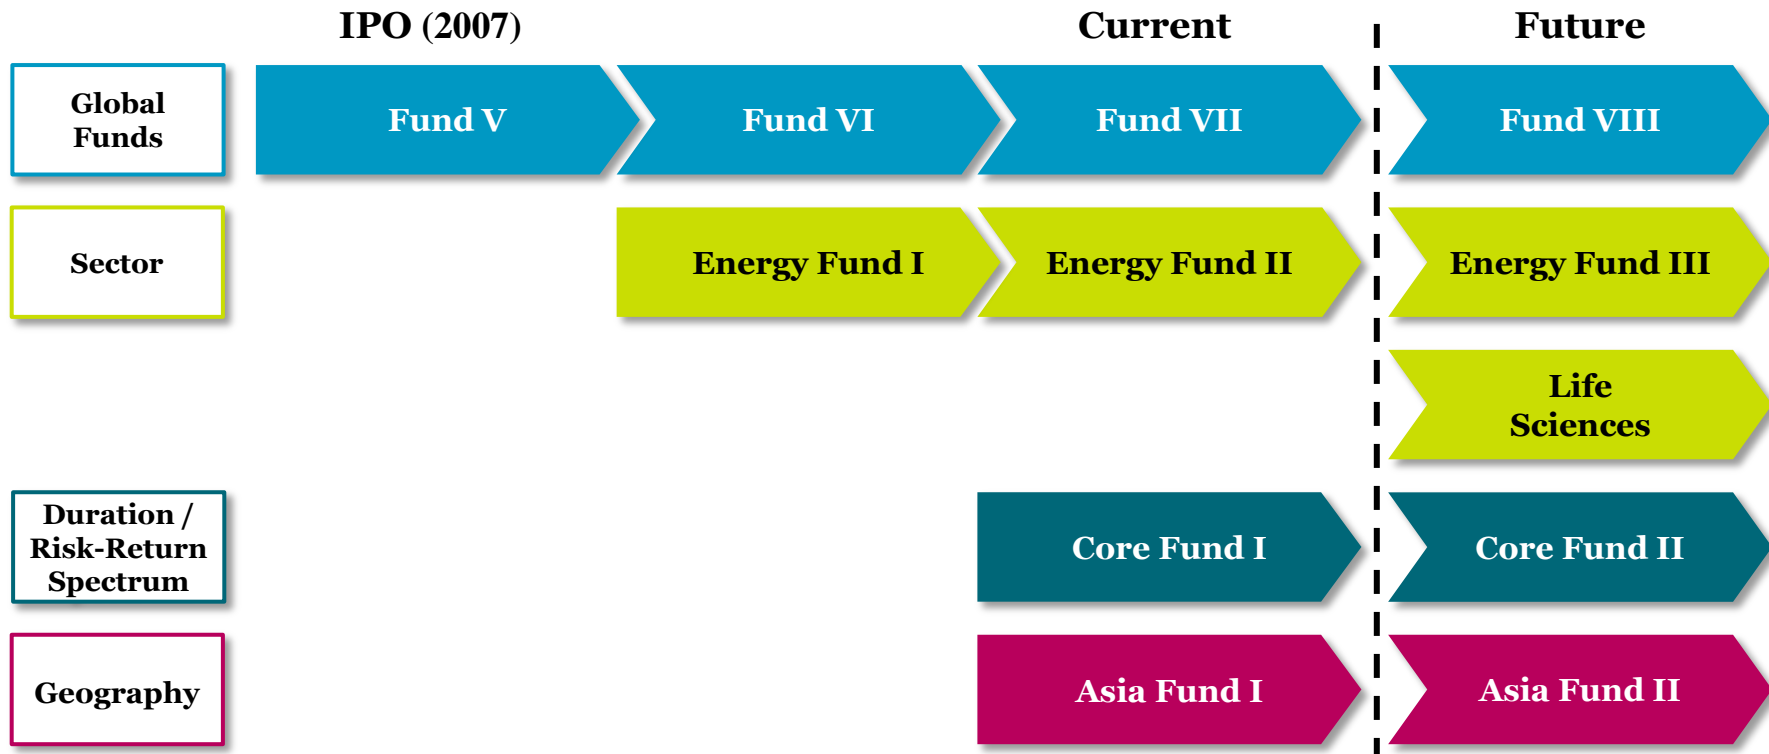 IPO (2007)
Current
Future
Global
Funds
Fund V
Fund VI
Fund VII
Fund VIII
Sector
Energy Fund I
Energy Fund II
Energy Fund III
Life
Sciences
Duration /
Risk-Return
Spectrum
Core Fund I
Core Fund II
Geography
Asia Fund I
Asia Fund II